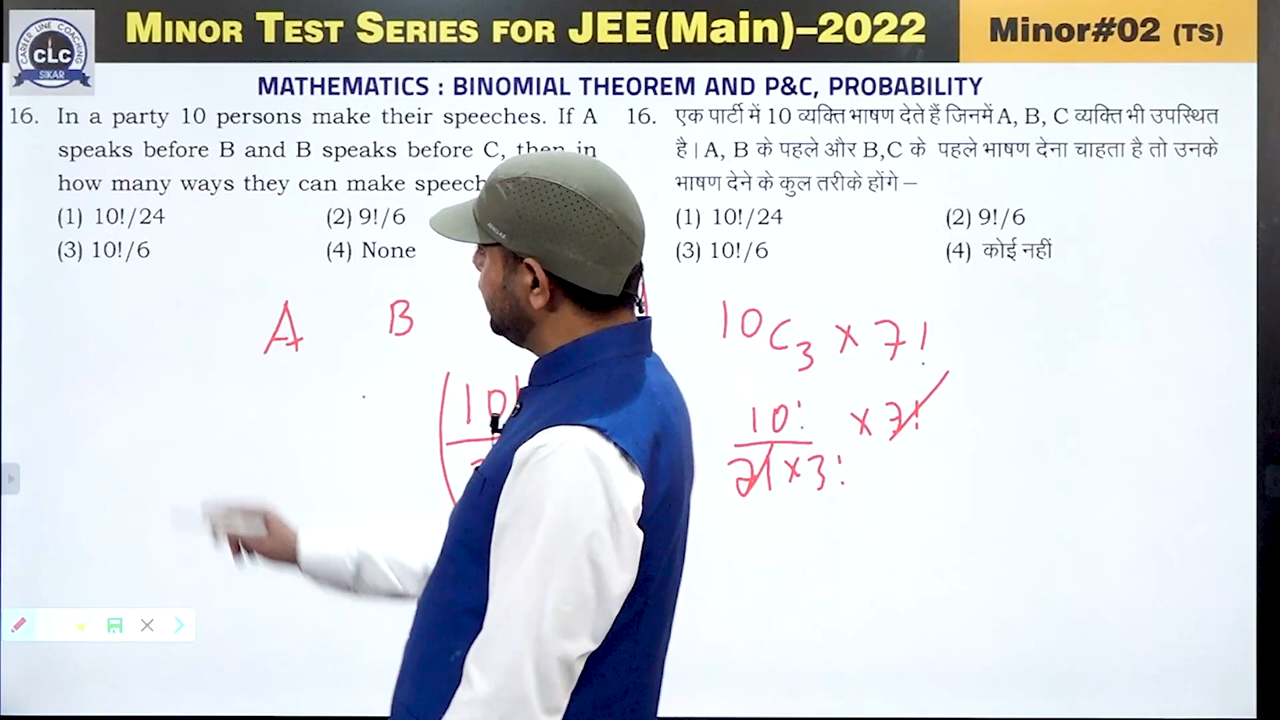 MINOR TEST SERIES FOR JEE(MAIN)–2022
Minor#02 (TS)
CAREER LINE COACHING
CLC
SIKAR
MATHEMATICS : BINOMIAL THEOREM AND P&C, PROBABILITY
16. In a party 10 persons make their speeches. If A
speaks before B and B speaks before C, then in
how many ways they can make speech
(1) 10!/24 (2) 9!/6
(3) 10!/6 (4) None
16. एक पार्टी में 10 व्यक्ति भाषण देते हैं जिनमें A, B, C व्यक्ति भी उपस्थित
है। A, B के पहले और B,C के पहले भाषण देना चाहता है तो उनके
भाषण देने के कुल तरीके होंगे –
(1) 10!/24 (2) 9!/6
(3) 10!/6 (4) कोई नहीं
A B
10C3 × 7!
10! × 7!
7! × 3!
10